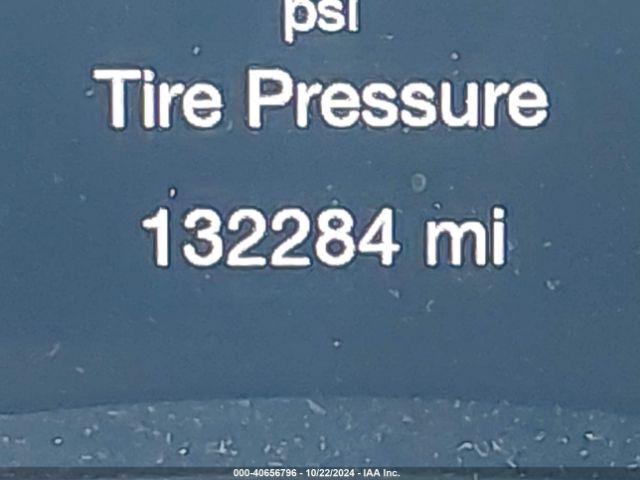 psi
Tire Pressure
132284 mi
000-40656796 - 10/22/2024 - IAA Inc.